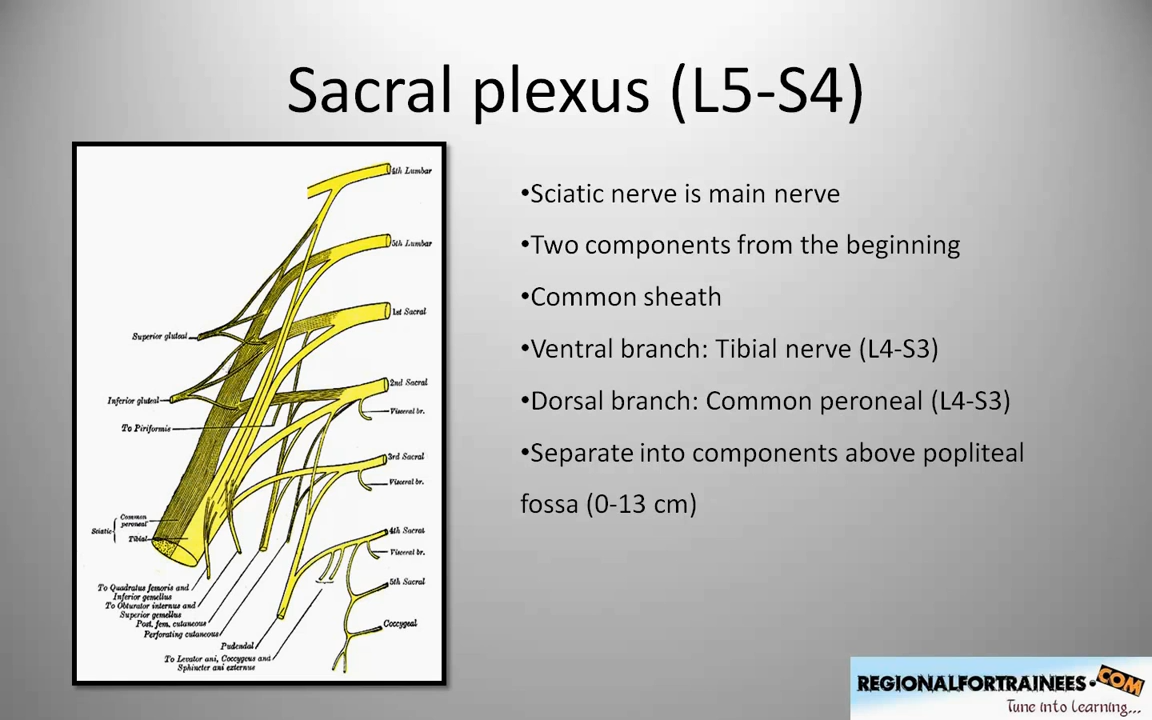 Sacral plexus (L5-S4)
4th Lumbar
5th Lumbar
1st Sacral
Superior gluteal
2nd Sacral
Inferior gluteal
Visceral br.
To Piriformis
3rd Sacral
Visceral br.
Common
peroneal
Sciatic
Tibial
4th Sacral
Visceral br.
5th Sacral
To Quadratus femoris and
Inferior gemellus
To Obturator internus and
Superior gemellus
Post. fem. cutaneous
Perforating cutaneous
Coccygeal
Pudendal
To Levator ani, Coccygeus and
Sphincter ani externus
•Sciatic nerve is main nerve
•Two components from the beginning
•Common sheath
•Ventral branch: Tibial nerve (L4-S3)
•Dorsal branch: Common peroneal (L4-S3)
•Separate into components above popliteal
fossa (0-13 cm)
REGIONALFORTRAINEES.COM
Tune into Learning...